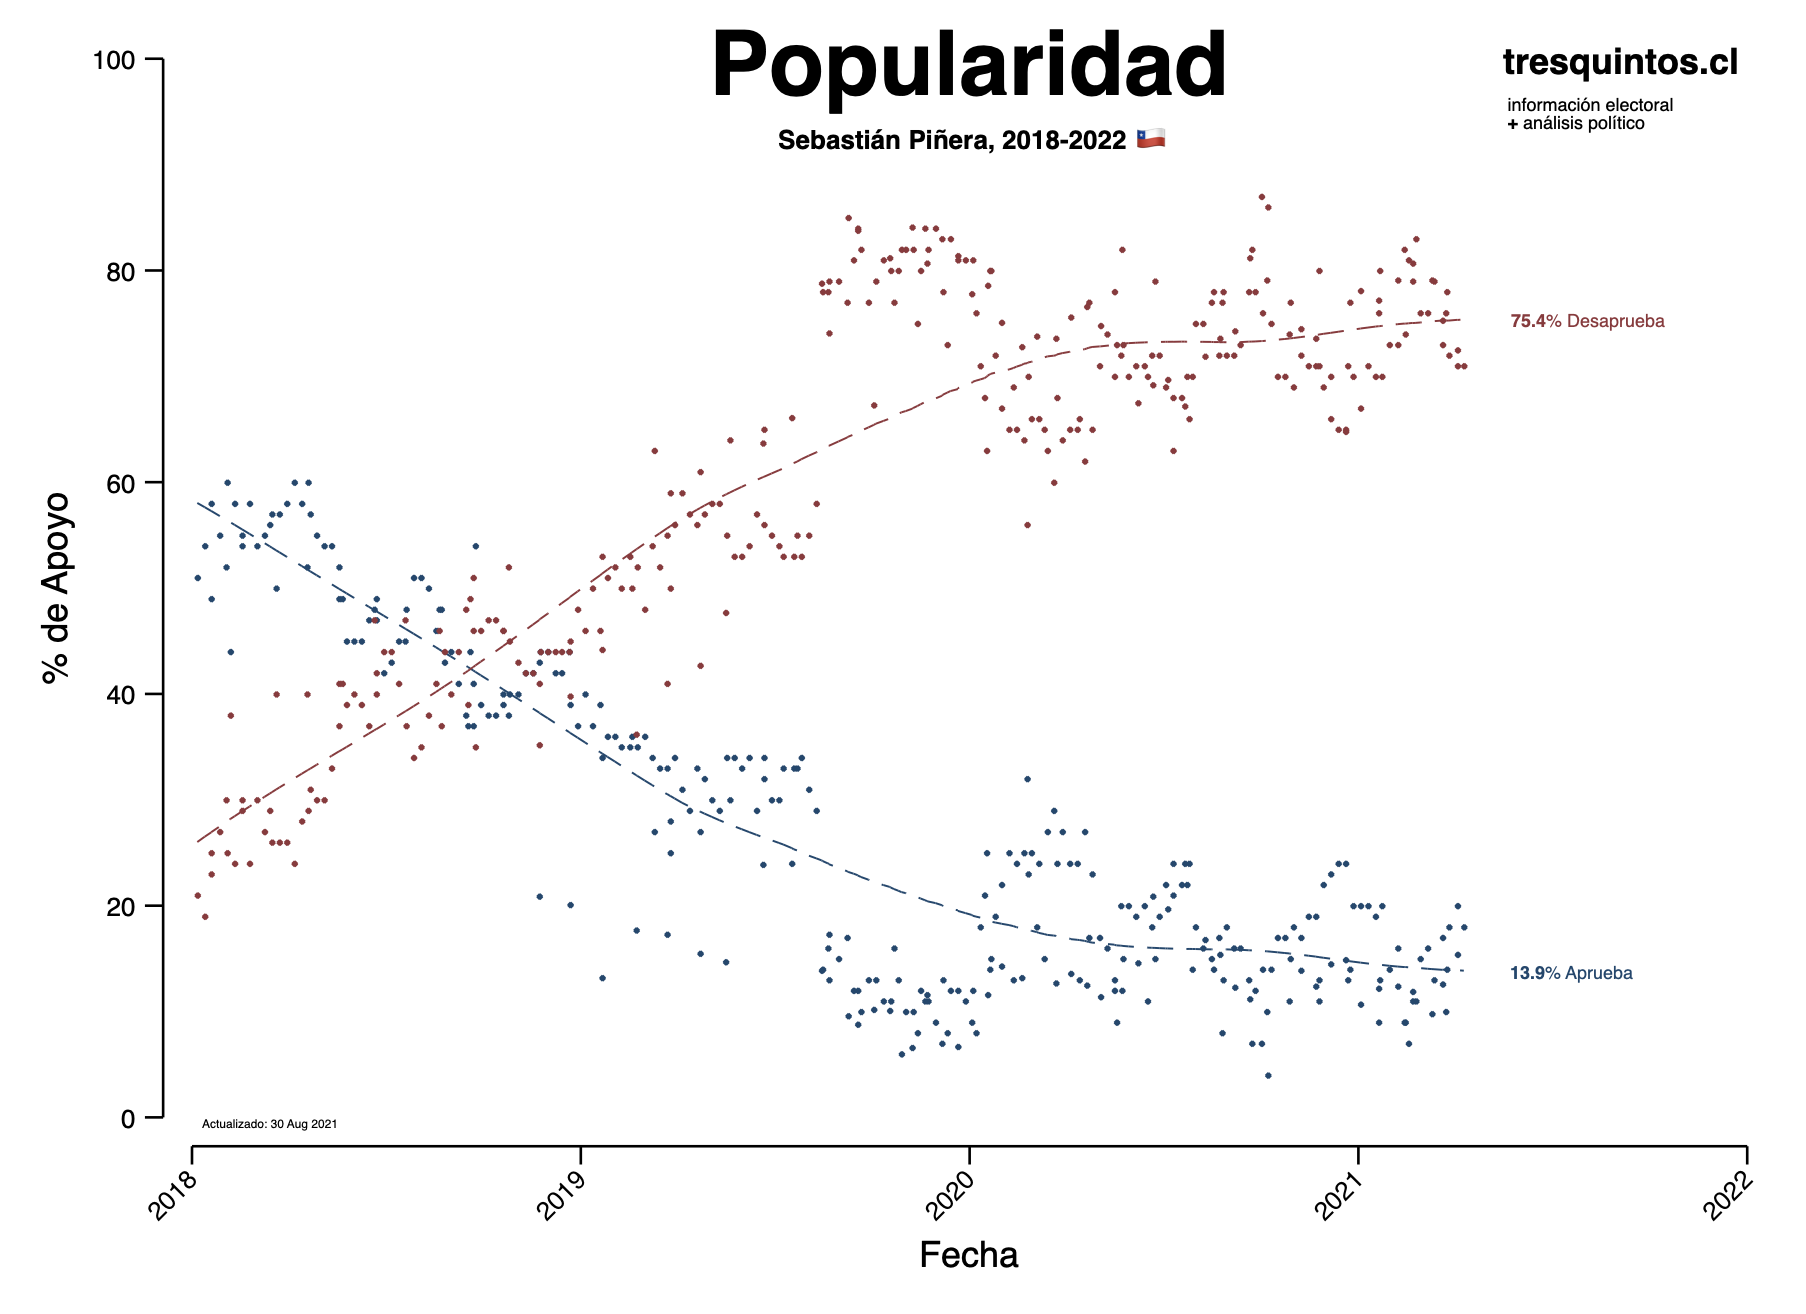 Popularidad
Sebastián Piñera, 2018-2022 🇨🇱
tresquintos.cl
información electoral
+ análisis político
% de Apoyo
100
80
60
40
20
0
75.4% Desaprueba
13.9% Aprueba
Actualizado: 30 Aug 2021
2018
2019
2020
2021
2022
Fecha